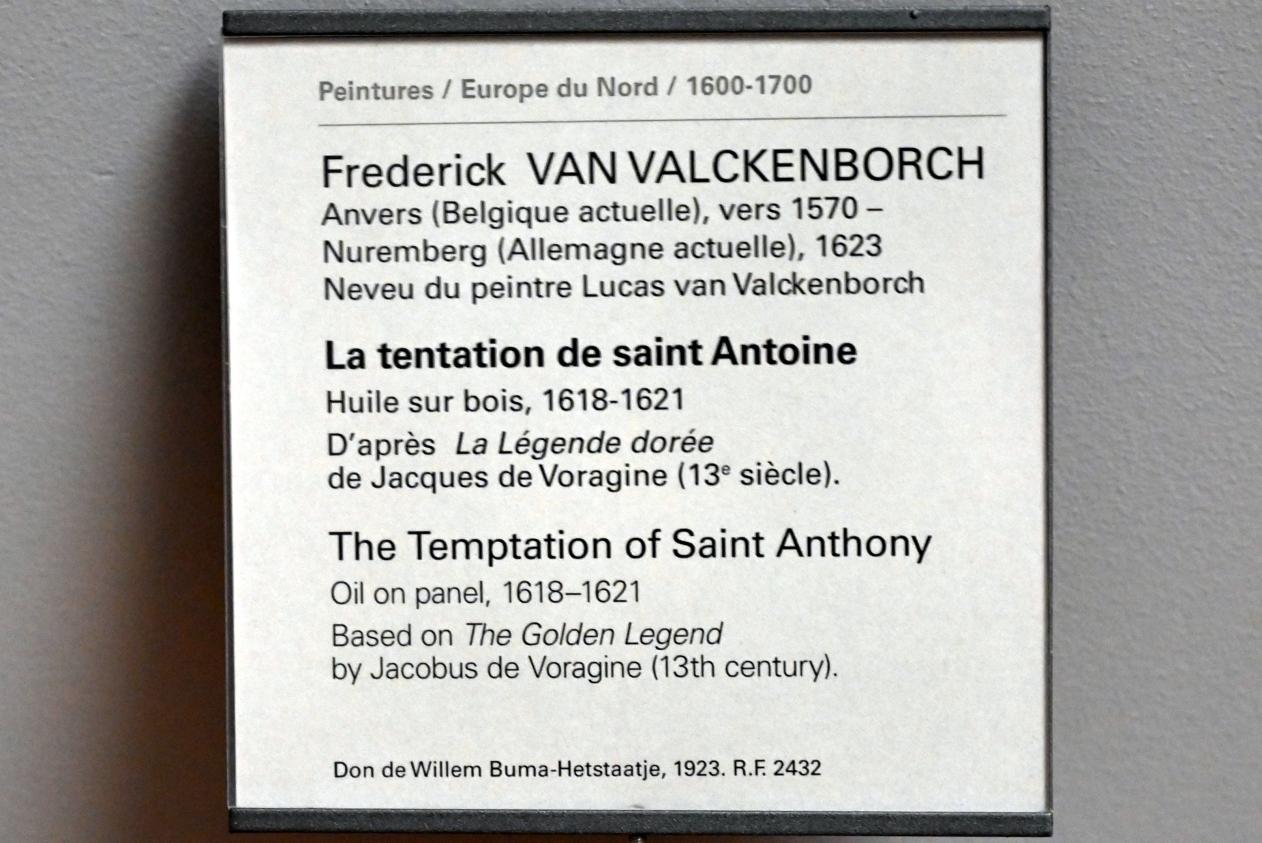 Peintures / Europe du Nord / 1600-1700
Frederick VAN VALCKENBORCH
Anvers (Belgique actuelle), vers 1570 –
Nuremberg (Allemagne actuelle), 1623
Neveu du peintre Lucas van Valckenborch
La tentation de saint Antoine
Huile sur bois, 1618-1621
D'après La Légende dorée
de Jacques de Voragine (13e siècle).
The Temptation of Saint Anthony
Oil on panel, 1618–1621
Based on The Golden Legend
by Jacobus de Voragine (13th century).
Don de Willem Buma-Hetstaatje, 1923. R.F. 2432